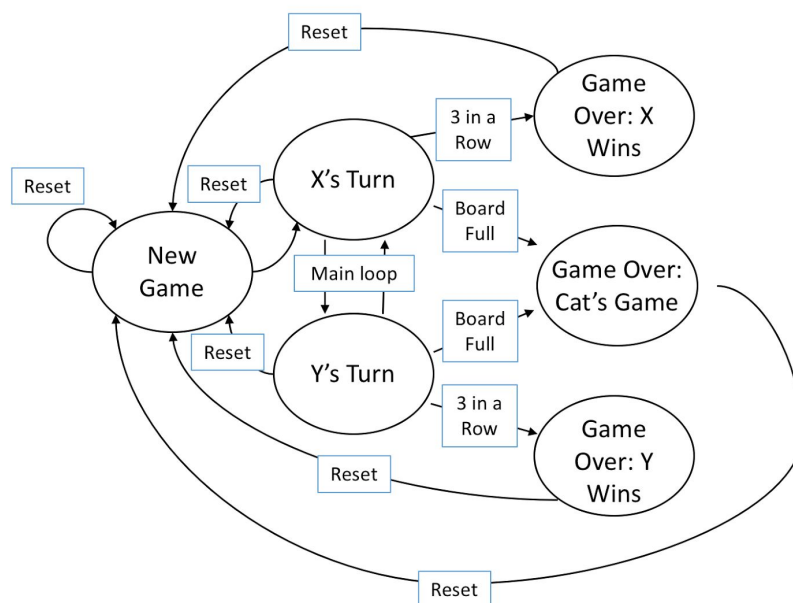 Reset
Game
Over: X
Wins
3 in a
Row
Reset
Reset
X's Turn
Board
Full
New
Game
Main loop
Game Over:
Cat's Game
Board
Full
Reset
Y's Turn
3 in a
Row
Game
Over: Y
Wins
Reset
Reset